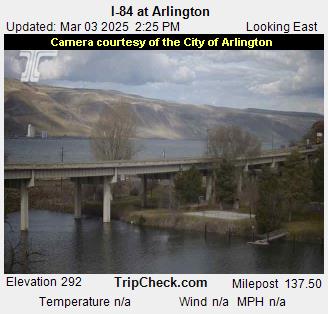 I-84 at Arlington
Updated: Mar 03 2025 2:25 PM Looking East
Camera courtesy of the City of Arlington
Elevation 292 TripCheck.com Milepost 137.50
Temperature n/a Wind n/a MPH n/a